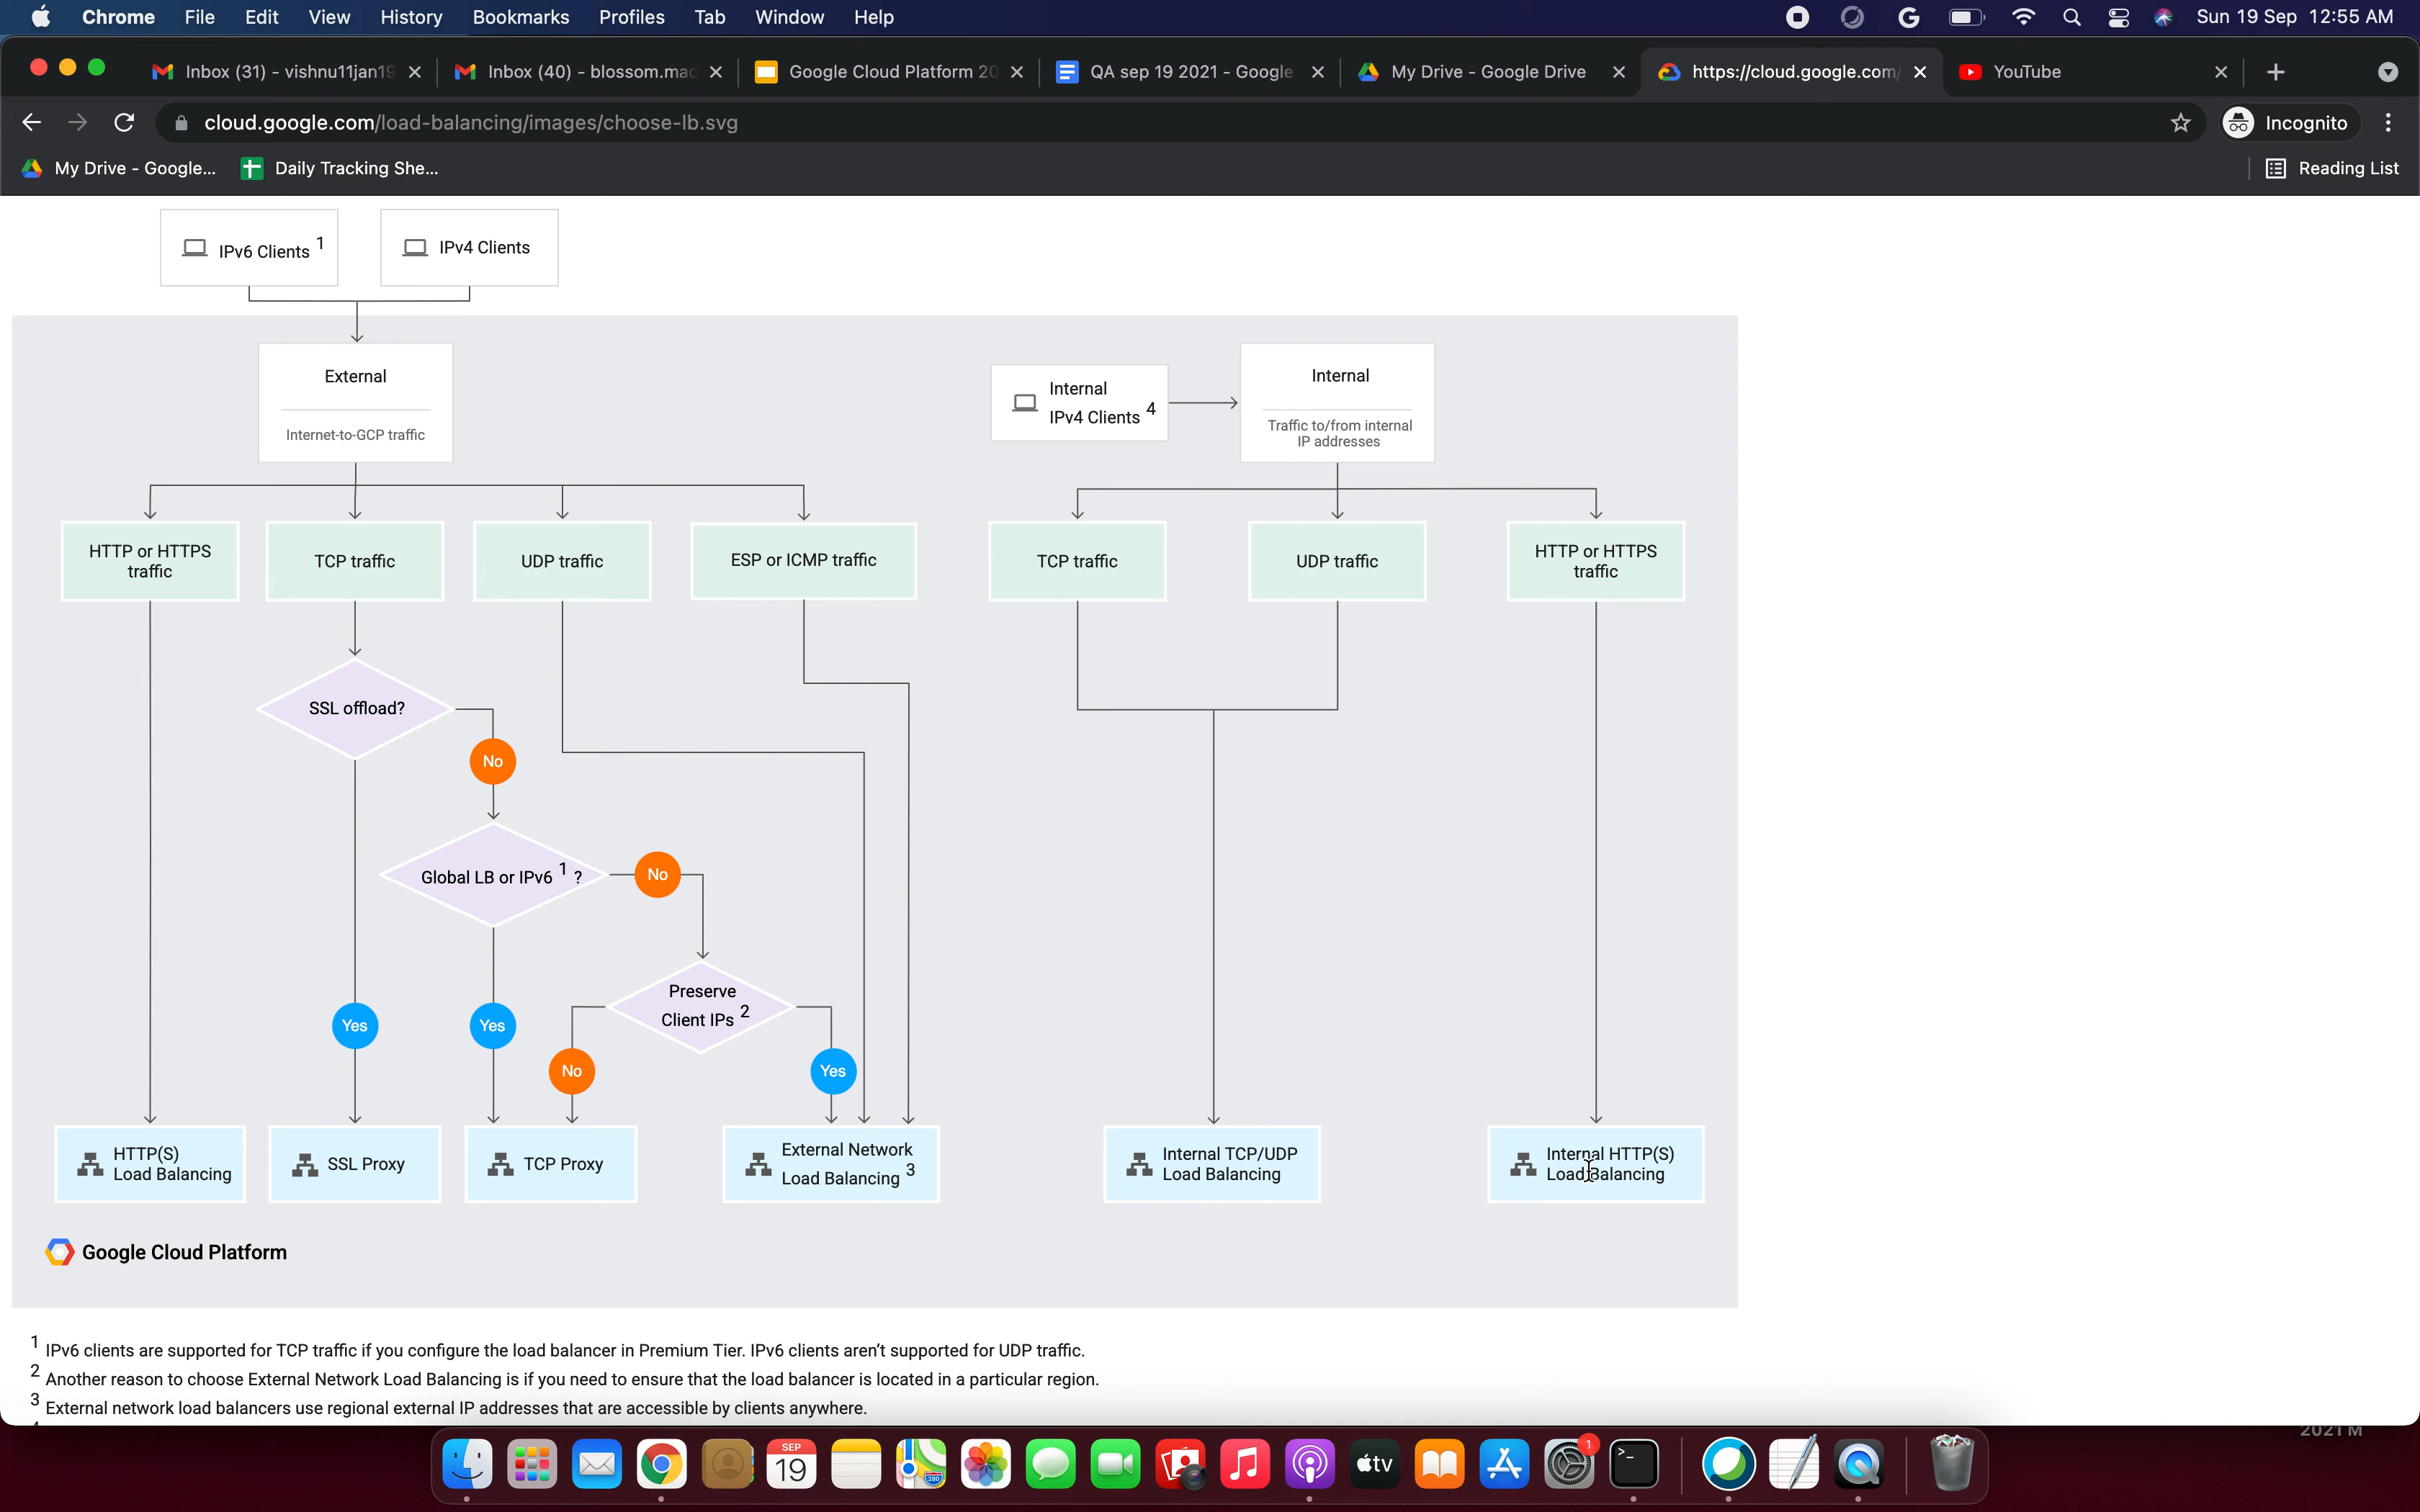 Chrome File Edit View History Bookmarks Profiles Tab Window Help Sun 19 Sep 12:55 AM
Inbox (31) - vishnu11jan19 Inbox (40) - blossom.mad Google Cloud Platform 20 QA sep 19 2021 - Google My Drive - Google Drive https://cloud.google.com/ YouTube
cloud.google.com/load-balancing/images/choose-lb.svg Incognito
My Drive - Google... Daily Tracking She... Reading List
IPv6 Clients 1
IPv4 Clients
External
Internet-to-GCP traffic
Internal
IPv4 Clients 4
Internal
Traffic to/from internal
IP addresses
HTTP or HTTPS
traffic
TCP traffic
UDP traffic
ESP or ICMP traffic
TCP traffic
UDP traffic
HTTP or HTTPS
traffic
SSL offload?
No
Global LB or IPv6 1 ?
No
Preserve
Client IPs 2
Yes
Yes
No
Yes
HTTP(S)
Load Balancing
SSL Proxy
TCP Proxy
External Network
Load Balancing 3
Internal TCP/UDP
Load Balancing
Internal HTTP(S)
Load Balancing
Google Cloud Platform
1 IPv6 clients are supported for TCP traffic if you configure the load balancer in Premium Tier. IPv6 clients aren't supported for UDP traffic.
2 Another reason to choose External Network Load Balancing is if you need to ensure that the load balancer is located in a particular region.
3 External network load balancers use regional external IP addresses that are accessible by clients anywhere.
SEP
19
280
tv
1